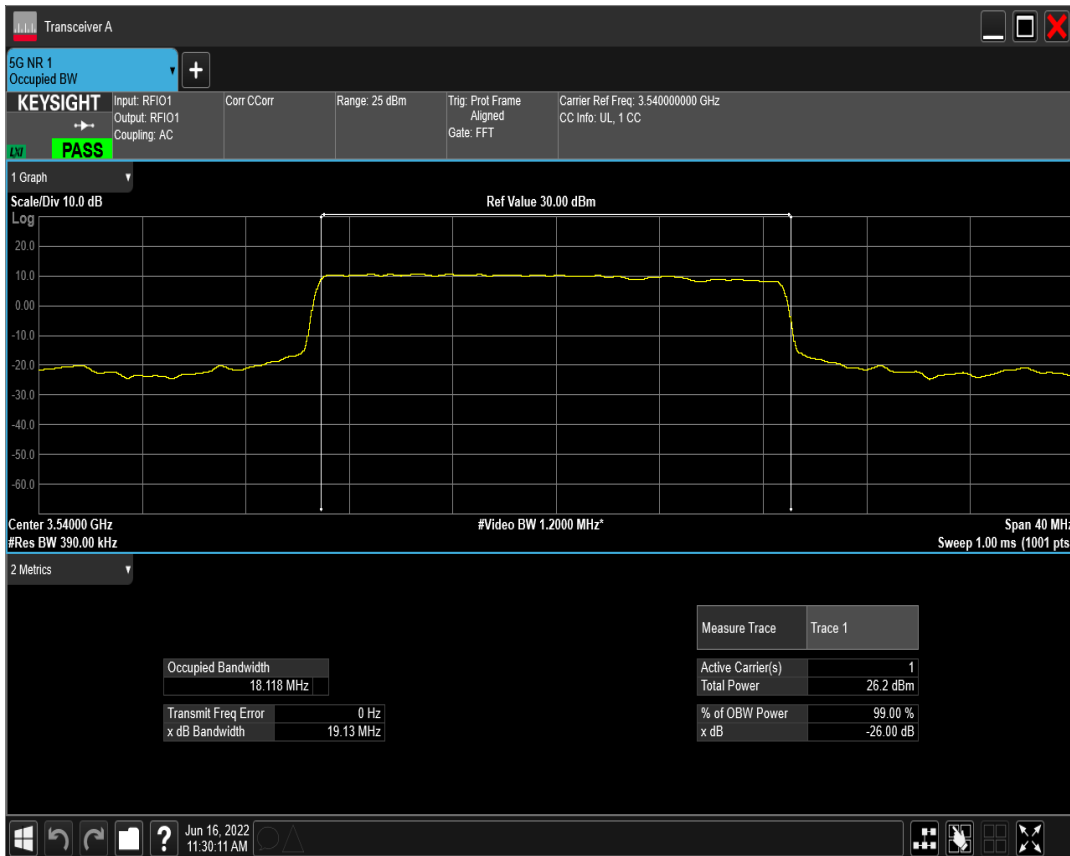 Transceiver A
5G NR 1
Occupied BW
+
KEYSIGHT
LXI
PASS
Input: RFIO1
Output: RFIO1
Coupling: AC
Corr CCorr
Range: 25 dBm
Trig: Prot Frame
Aligned
Gate: FFT
Carrier Ref Freq: 3.540000000 GHz
CC Info: UL, 1 CC
1 Graph
Scale/Div 10.0 dB
Ref Value 30.00 dBm
Log
20.0
10.0
0.00
-10.0
-20.0
-30.0
-40.0
-50.0
-60.0
Center 3.54000 GHz
#Video BW 1.2000 MHz*
Span 40 MHz
#Res BW 390.00 kHz
Sweep 1.00 ms (1001 pts
2 Metrics
Measure Trace Trace 1
Occupied Bandwidth
18.118 MHz
Active Carrier(s) 1
Total Power 26.2 dBm
Transmit Freq Error 0 Hz
x dB Bandwidth 19.13 MHz
% of OBW Power 99.00 %
x dB -26.00 dB
?
Jun 16, 2022
11:30:11 AM